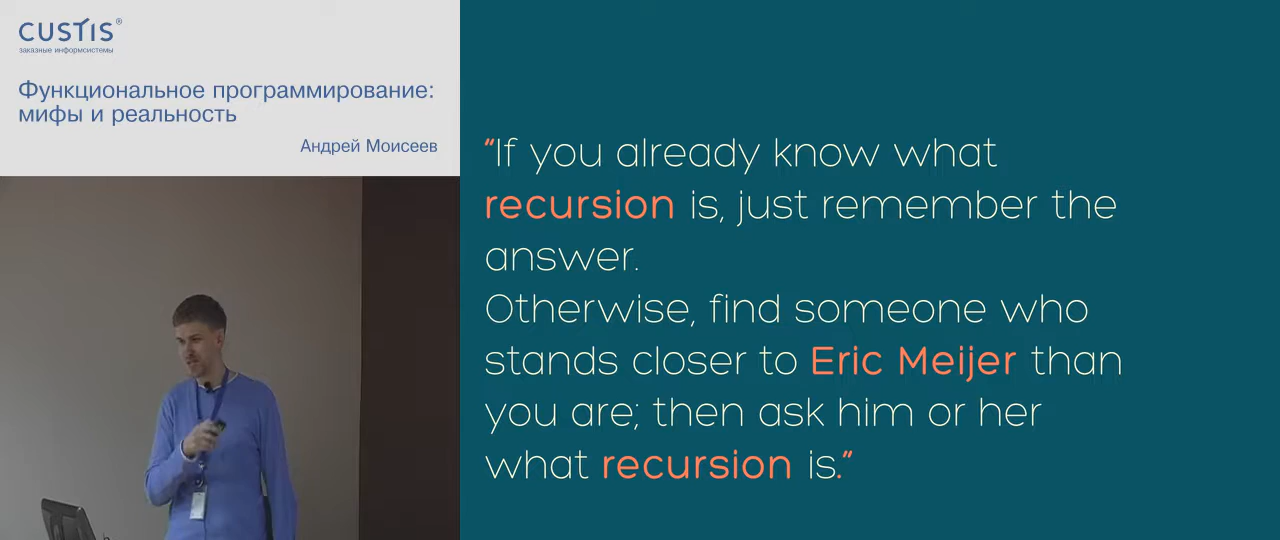 CUSTIS®
заказные информсистемы
Функциональное программирование:
мифы и реальность
Андрей Моисеев
“If you already know what
recursion is, just remember the
answer.
Otherwise, find someone who
stands closer to Eric Meijer than
you are; then ask him or her
what recursion is.”